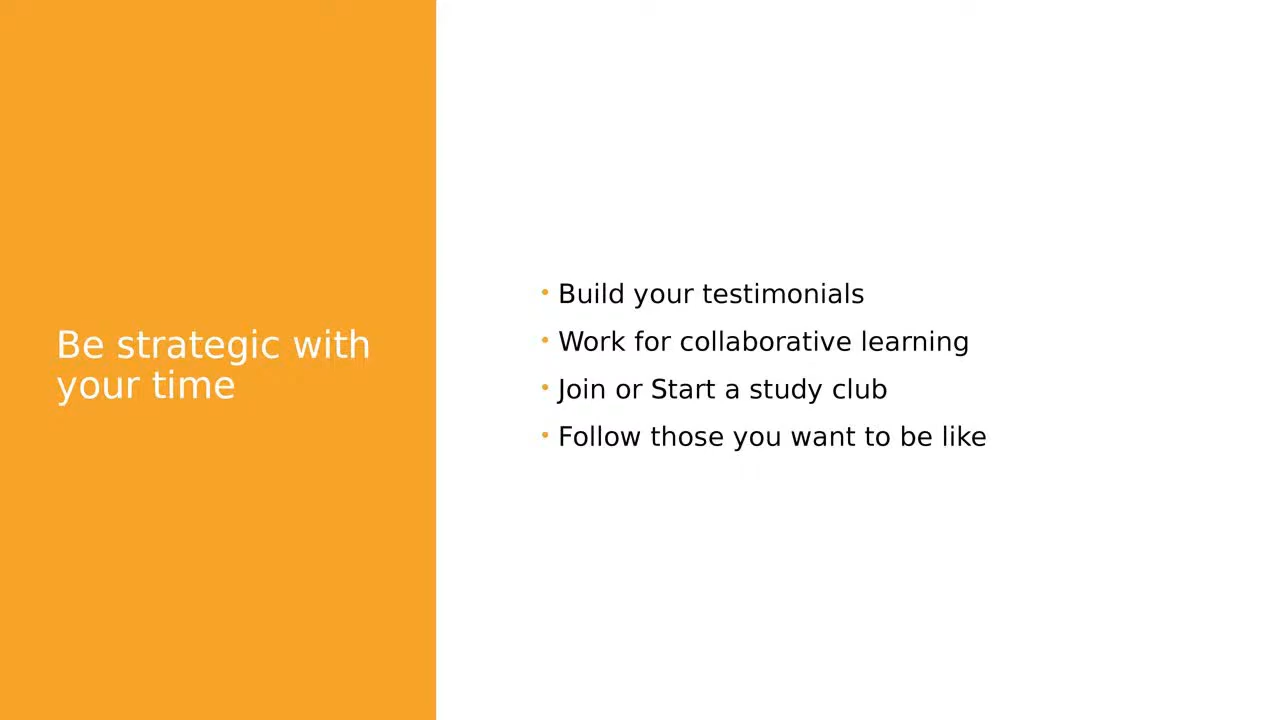 Be strategic with
your time
• Build your testimonials
• Work for collaborative learning
• Join or Start a study club
• Follow those you want to be like